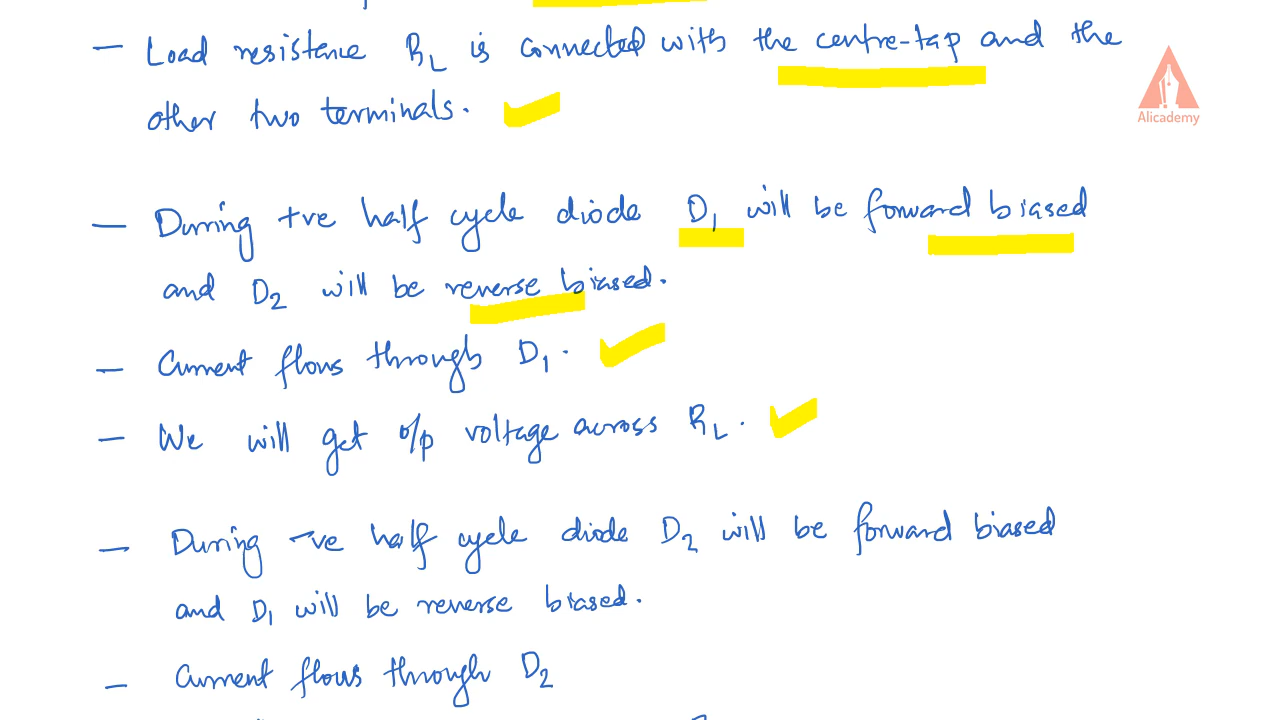 - Load resistance RL is connected with the centre-tap and the
other two terminals.
Alicademy
- During +ve half cycle diode D1 will be forward biased
and D2 will be reverse biased.
- Current flows through D1.
- We will get o/p voltage across RL.
- During -ve half cycle diode D2 will be forward biased
and D1 will be reverse biased.
- Current flows through D2